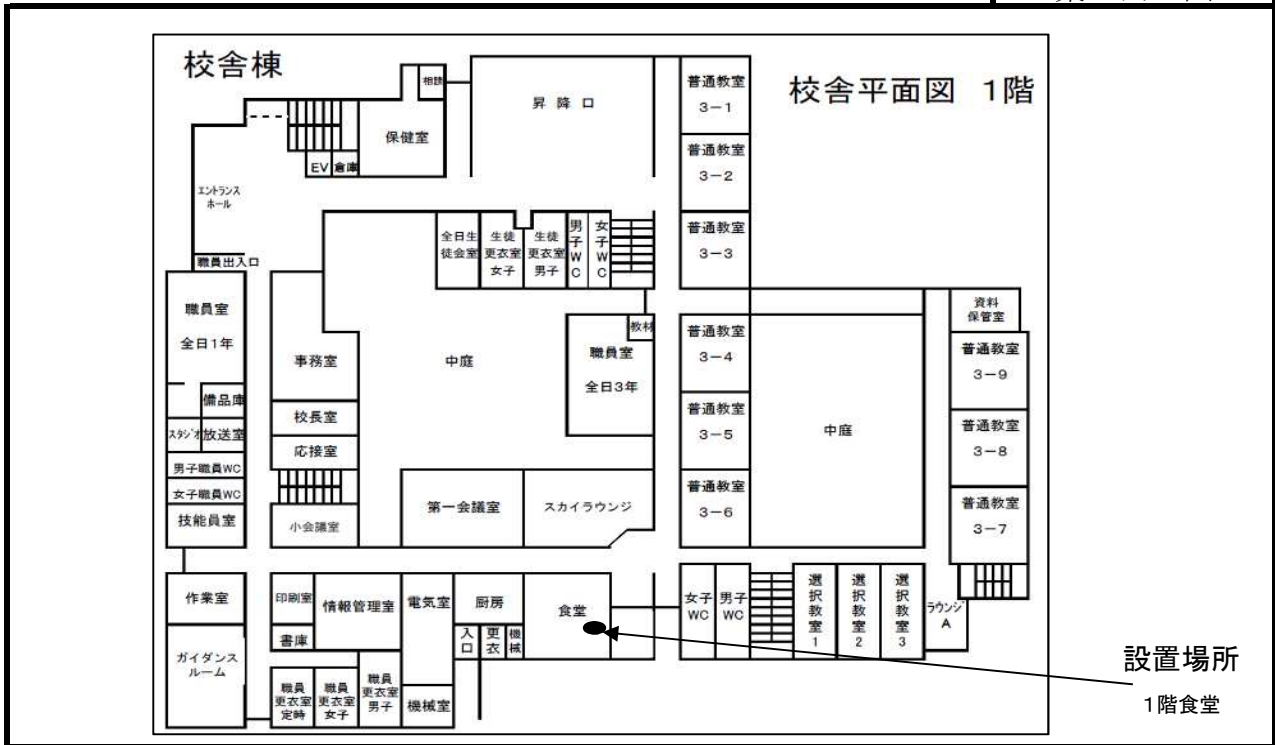 校舎棟
校舎平面図 1階
相談
昇降口
普通教室
3－1
保健室
普通教室
3－2
EV
倉庫
エントランス
ホール
全日生
徒会室
生徒
更衣室
女子
生徒
更衣室
男子
男子WC
女子WC
普通教室
3－3
職員出入口
職員室
全日1年
資料
保管室
教材
職員室
全日3年
普通教室
3－4
普通教室
3－9
事務室
中庭
備品庫
校長室
普通教室
3－5
中庭
普通教室
3－8
スタジオ
放送室
応接室
男子職員WC
女子職員WC
第一会議室
スカイラウンジ
普通教室
3－6
普通教室
3－7
技能員室
小会議室
作業室
印刷室
情報管理室
電気室
厨房
食堂
女子
WC
男子
WC
選択教室1
選択教室2
選択教室3
ラウンジ
A
書庫
入口
更衣
機械
ガイダンス
ルーム
職員
更衣室
定時
職員
更衣室
女子
職員
更衣室
男子
機械室
設置場所
1階食堂